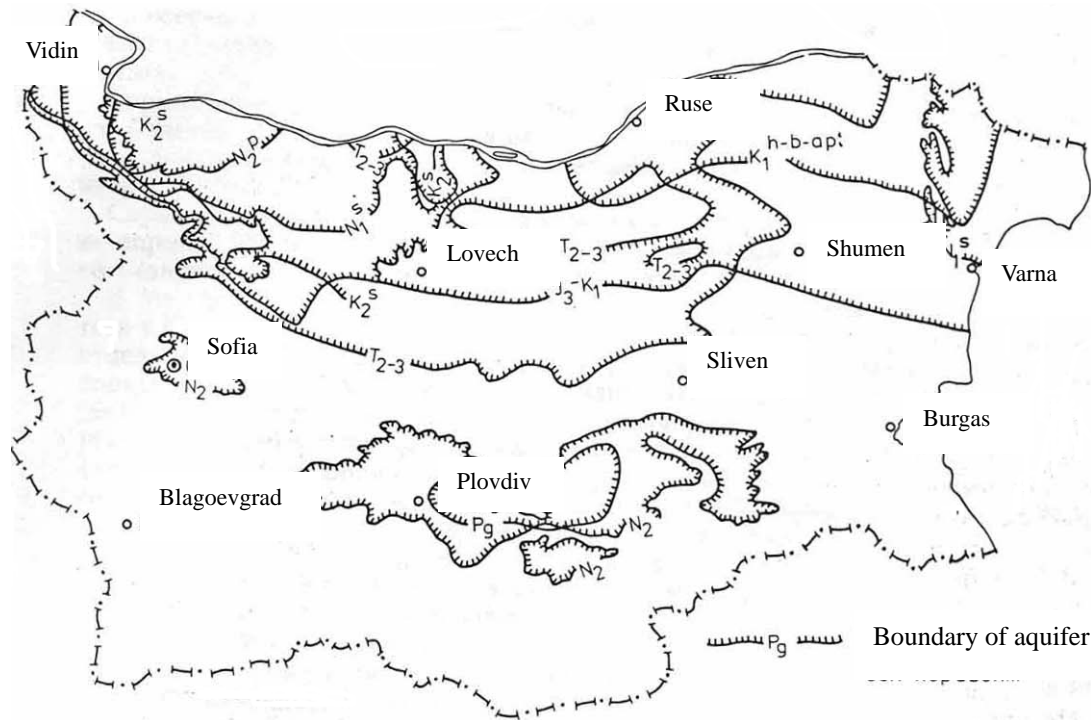 Vidin
K₂ˢ
N₂ᵖ
T₂₋₃
K₂ˢ
Ruse
h-b-ap
K₁
N₁ˢ
Lovech
T₂₋₃
T₂₋₃
Shumen
Varna
J₃-K₁
K₂ˢ
Sofia
N₂
T₂₋₃
Sliven
Burgas
Blagoevgrad
Plovdiv
Pg
N₂
N₂
Pg
Boundary of aquifer